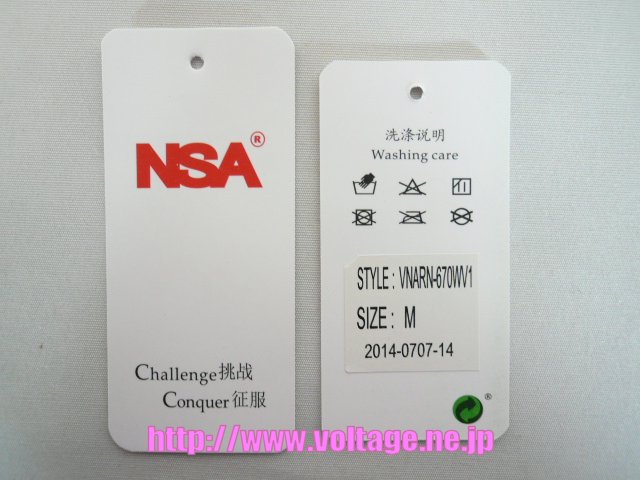 NSA®
Challenge挑战
Conquer征服
洗涤说明
Washing care
STYLE: VNARN-670WV1
SIZE: M
2014-0707-14
®
http://www.voltage.ne.jp